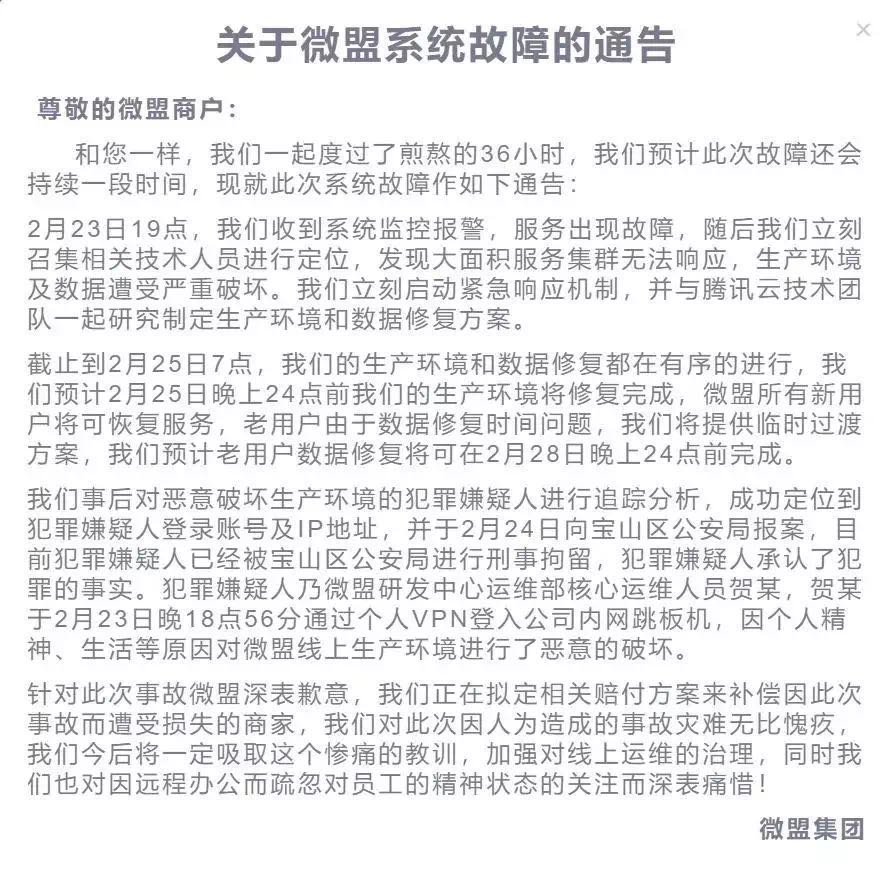 关于微盟系统故障的通告
尊敬的微盟商户：
和您一样，我们一起度过了煎熬的36小时，我们预计此次故障还会
持续一段时间，现就此次系统故障作如下通告：
2月23日19点，我们收到系统监控报警，服务出现故障，随后我们立刻
召集相关技术人员进行定位，发现大面积服务集群无法响应，生产环境
及数据遭受严重破坏。我们立刻启动紧急响应机制，并与腾讯云技术团
队一起研究制定生产环境和数据修复方案。
截止到2月25日7点，我们的生产环境和数据修复都在有序的进行，我
们预计2月25日晚上24点前我们的生产环境将修复完成，微盟所有新用
户将可恢复服务，老用户由于数据修复时间问题，我们将提供临时过渡
方案，我们预计老用户数据修复将可在2月28日晚上24点前完成。
我们事后对恶意破坏生产环境的犯罪嫌疑人进行追踪分析，成功定位到
犯罪嫌疑人登录账号及IP地址，并于2月24日向宝山区公安局报案，目
前犯罪嫌疑人已经被宝山区公安局进行刑事拘留，犯罪嫌疑人承认了犯
罪的事实。犯罪嫌疑人乃微盟研发中心运维部核心运维人员贺某，贺某
于2月23日晚18点56分通过个人VPN登入公司内网跳板机，因个人精
神、生活等原因对微盟线上生产环境进行了恶意的破坏。
针对此次事故微盟深表歉意，我们正在拟定相关赔付方案来补偿因此次
事故而遭受损失的商家，我们对此次因人为造成的事故灾难无比愧疚，
我们今后将一定吸取这个惨痛的教训，加强对线上运维的治理，同时我
们也对因远程办公而疏忽对员工的精神状态的关注而深表痛惜！
微盟集团